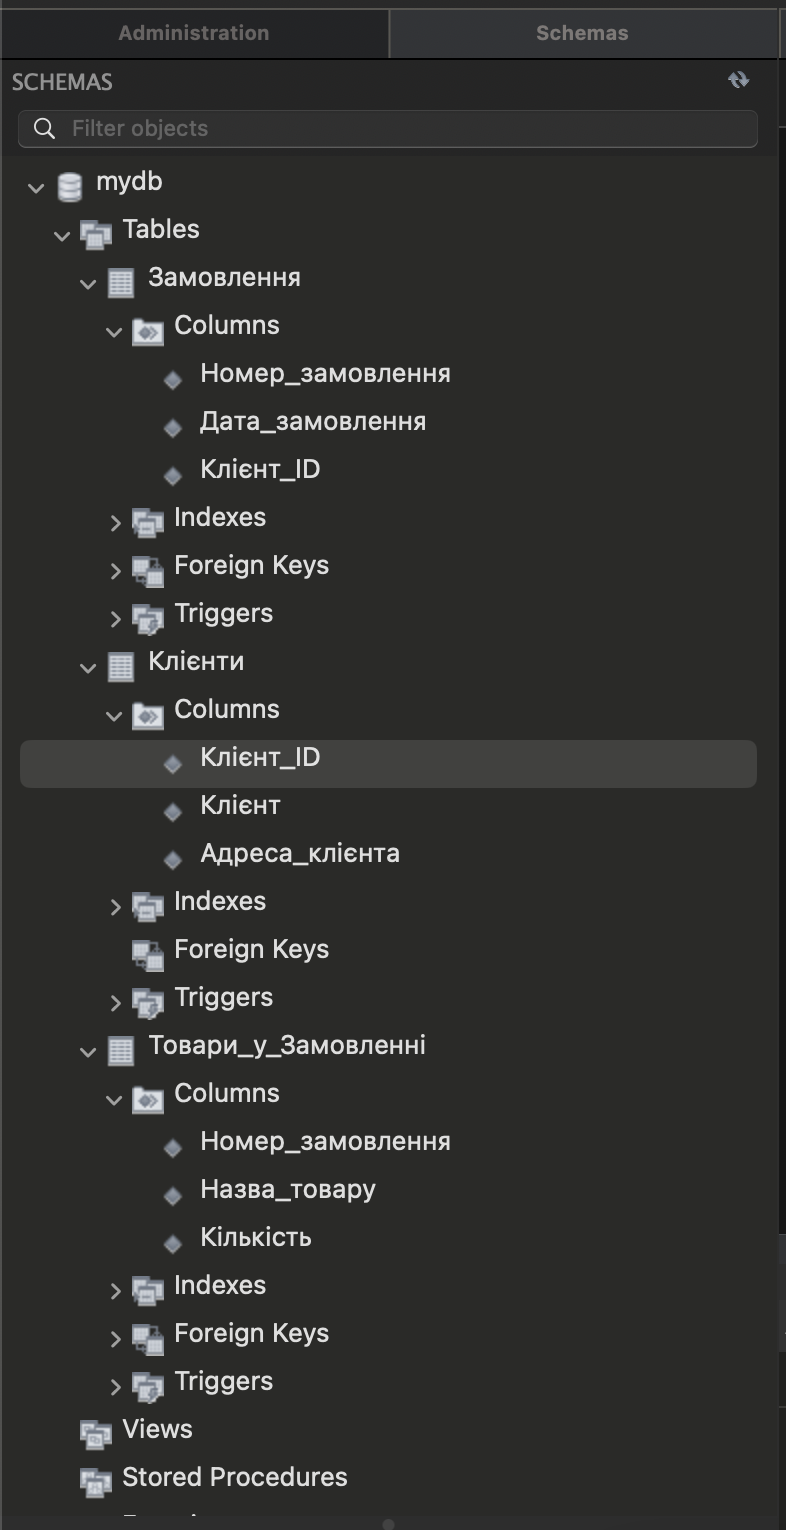 Administration Schemas
SCHEMAS
Filter objects
mydb
Tables
Замовлення
Columns
Номер_замовлення
Дата_замовлення
Клієнт_ID
Indexes
Foreign Keys
Triggers
Клієнти
Columns
Клієнт_ID
Клієнт
Адреса_клієнта
Indexes
Foreign Keys
Triggers
Товари_у_Замовленні
Columns
Номер_замовлення
Назва_товару
Кількість
Indexes
Foreign Keys
Triggers
Views
Stored Procedures